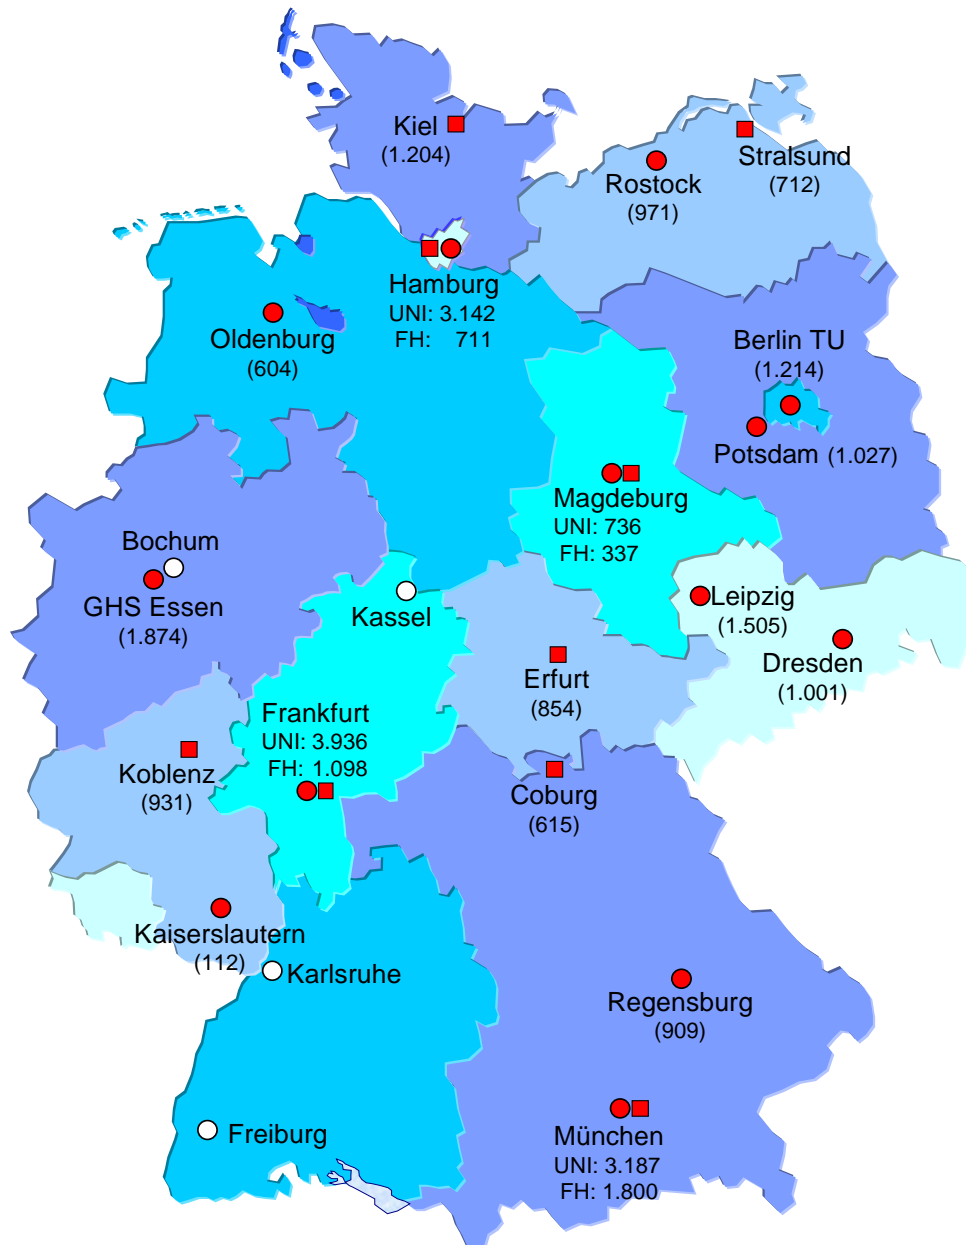 Kiel
(1.204)
Stralsund
(712)
Rostock
(971)
Hamburg
UNI: 3.142
FH: 711
Oldenburg
(604)
Berlin TU
(1.214)
Potsdam (1.027)
Magdeburg
UNI: 736
FH: 337
Bochum
GHS Essen
(1.874)
Kassel
Leipzig
(1.505)
Dresden
(1.001)
Erfurt
(854)
Frankfurt
UNI: 3.936
FH: 1.098
Koblenz
(931)
Coburg
(615)
Kaiserslautern
(112)
Karlsruhe
Regensburg
(909)
Freiburg
München
UNI: 3.187
FH: 1.800